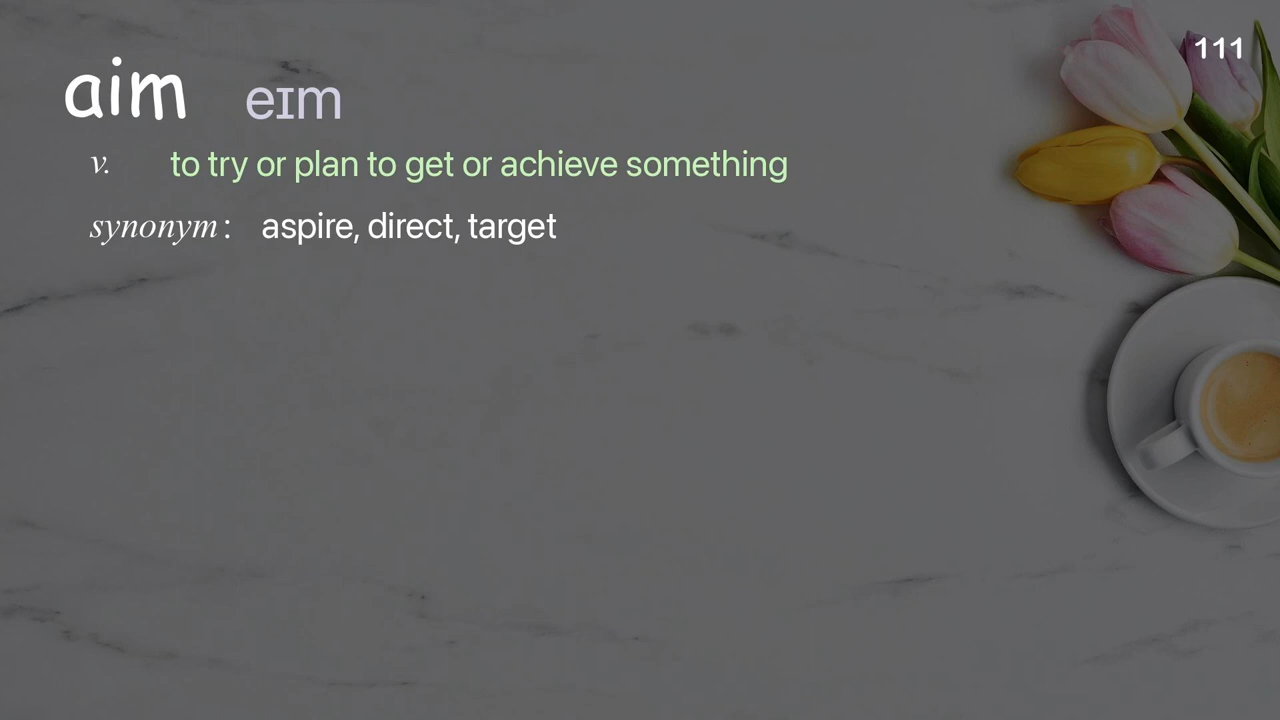 111
aim eɪm
v. to try or plan to get or achieve something
synonym: aspire, direct, target